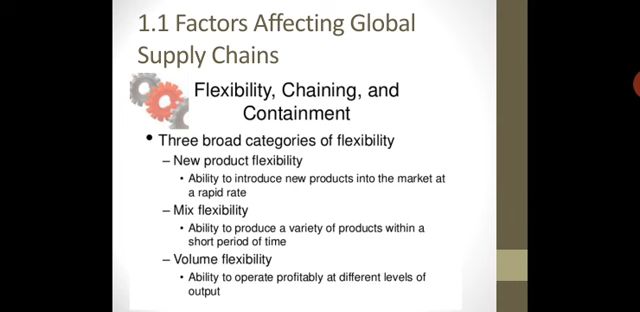 1.1 Factors Affecting Global
Supply Chains
Flexibility, Chaining, and
Containment
• Three broad categories of flexibility
– New product flexibility
• Ability to introduce new products into the market at
a rapid rate
– Mix flexibility
• Ability to produce a variety of products within a
short period of time
– Volume flexibility
• Ability to operate profitably at different levels of
output